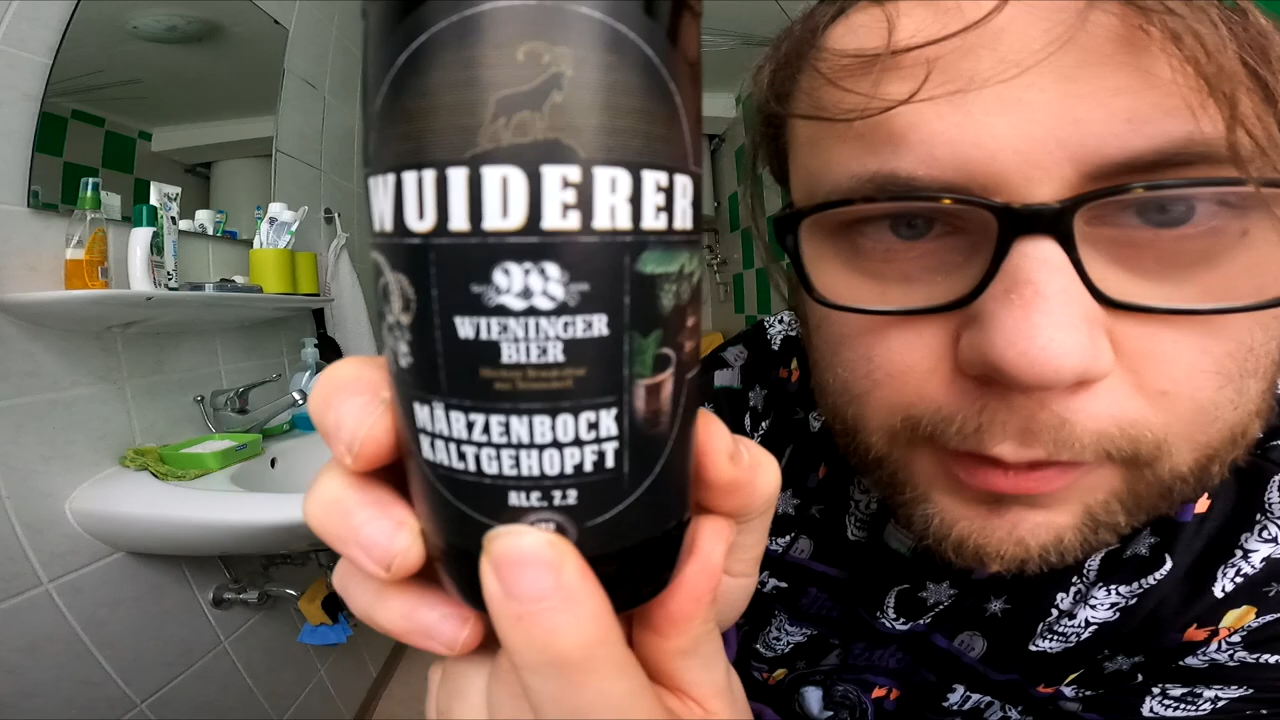 WUIDERER
WIENINGER
BIER
MÄRZENBOCK
KALTGEHOPFT
ALC. 7.2